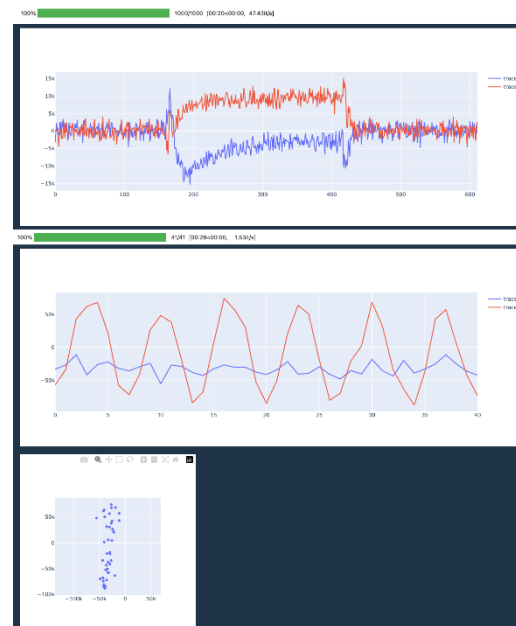 100% 1000/1000 [00:20<00:00, 47.43it/s]
15k
10k
5k
0
−5k
−10k
−15k
0 100 200 300 400 500 600
trace
trace
100% 41/41 [00:26<00:00, 1.53it/s]
50k
0
−50k
0 5 10 15 20 25 30 35 40
trace
trace
50k
0
−50k
−100k
−100k −50k 0 50k